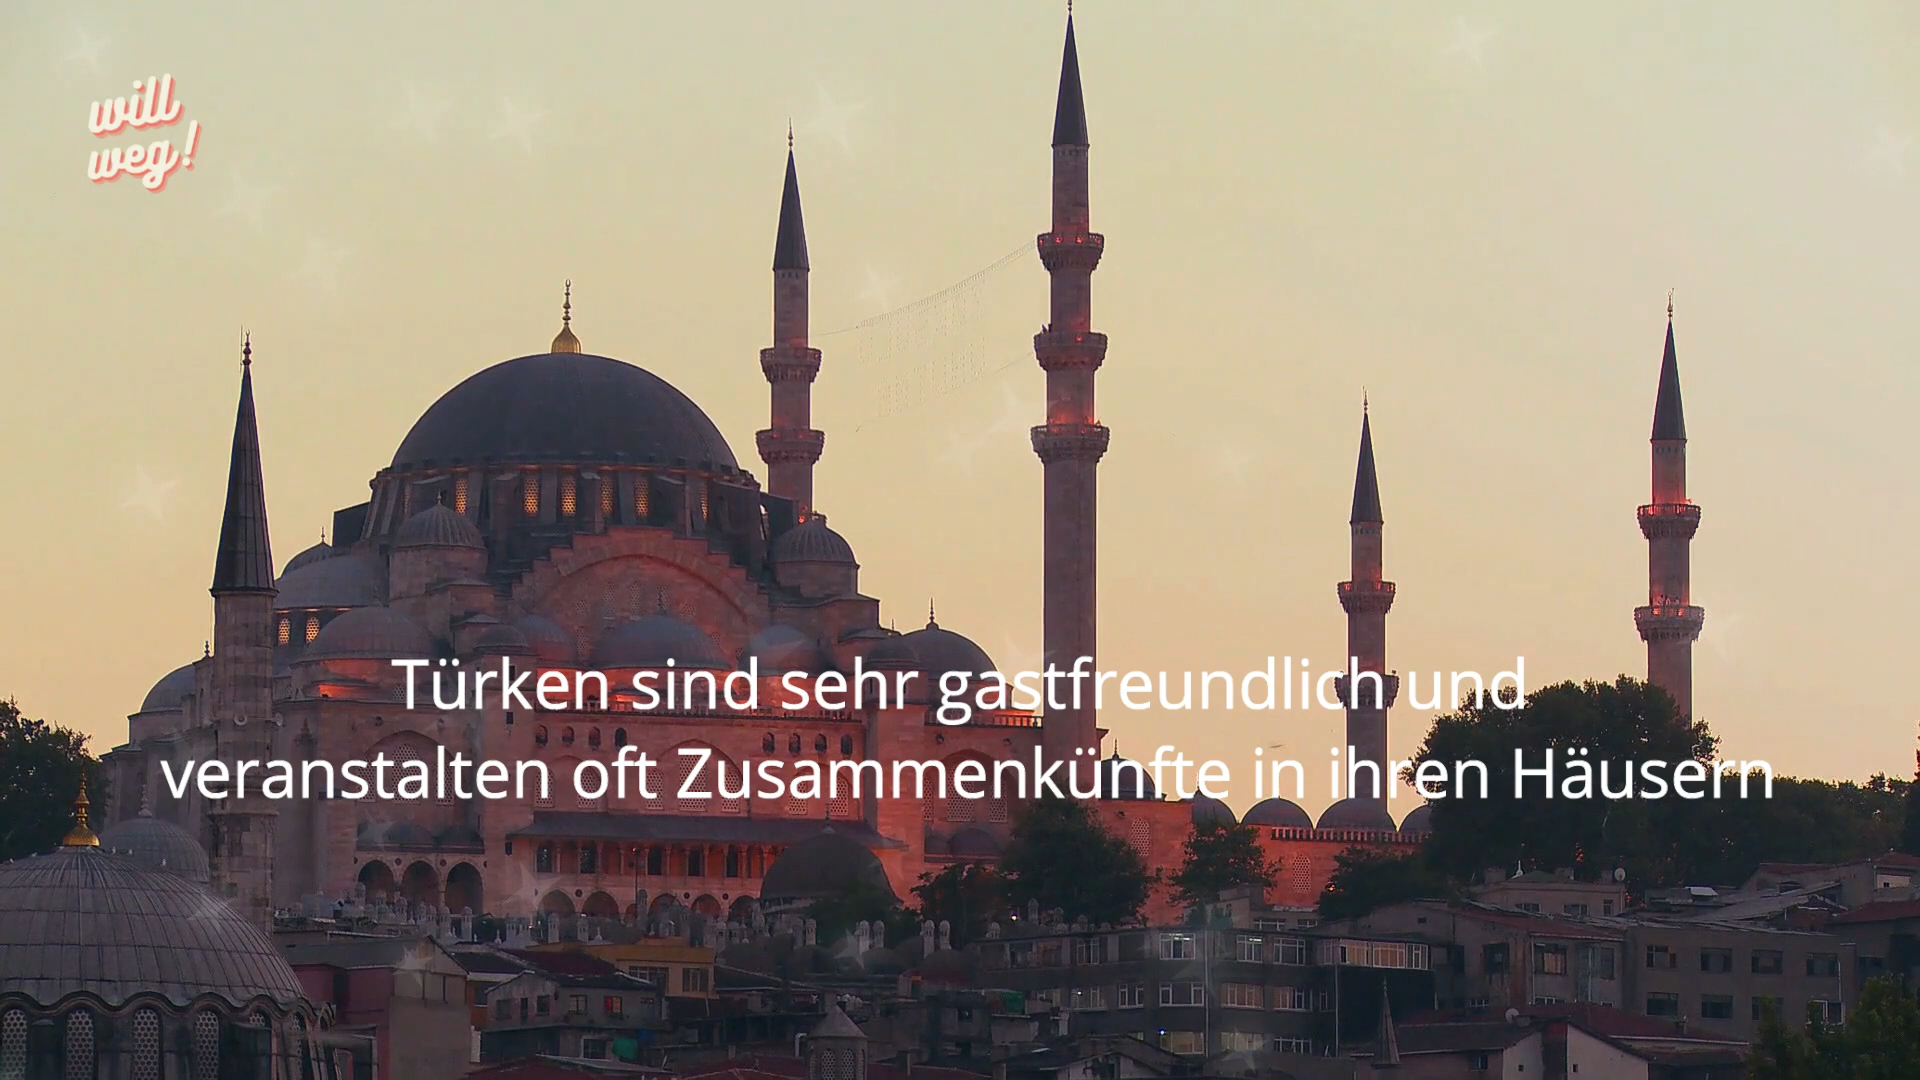 will
weg!
Türken sind sehr gastfreundlich und
veranstalten oft Zusammenkünfte in ihren Häusern